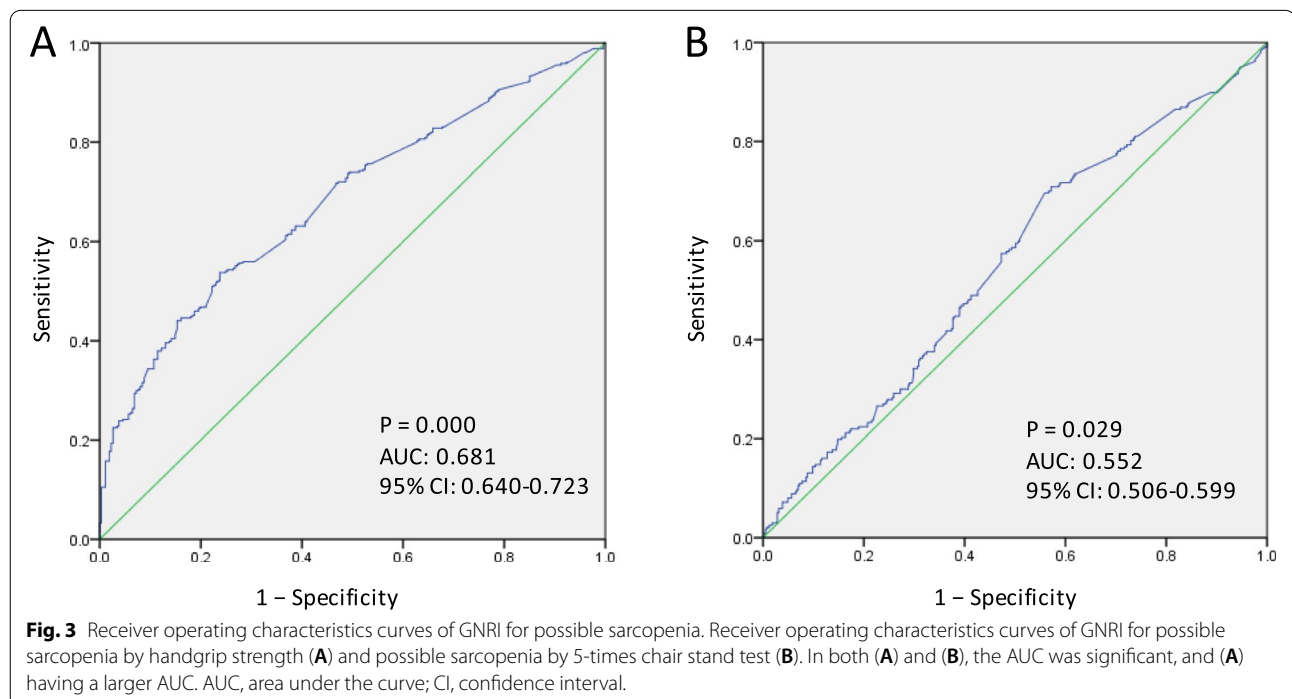 A
1.0
0.8
0.6
0.4
0.2
0.0
0.0 0.2 0.4 0.6 0.8 1.0
Sensitivity
1 − Specificity
P = 0.000
AUC: 0.681
95% CI: 0.640-0.723
B
1.0
0.8
0.6
0.4
0.2
0.0
0.0 0.2 0.4 0.6 0.8 1.0
Sensitivity
1 − Specificity
P = 0.029
AUC: 0.552
95% CI: 0.506-0.599
Fig. 3 Receiver operating characteristics curves of GNRI for possible sarcopenia. Receiver operating characteristics curves of GNRI for possible
sarcopenia by handgrip strength (A) and possible sarcopenia by 5-times chair stand test (B). In both (A) and (B), the AUC was significant, and (A)
having a larger AUC. AUC, area under the curve; CI, confidence interval.